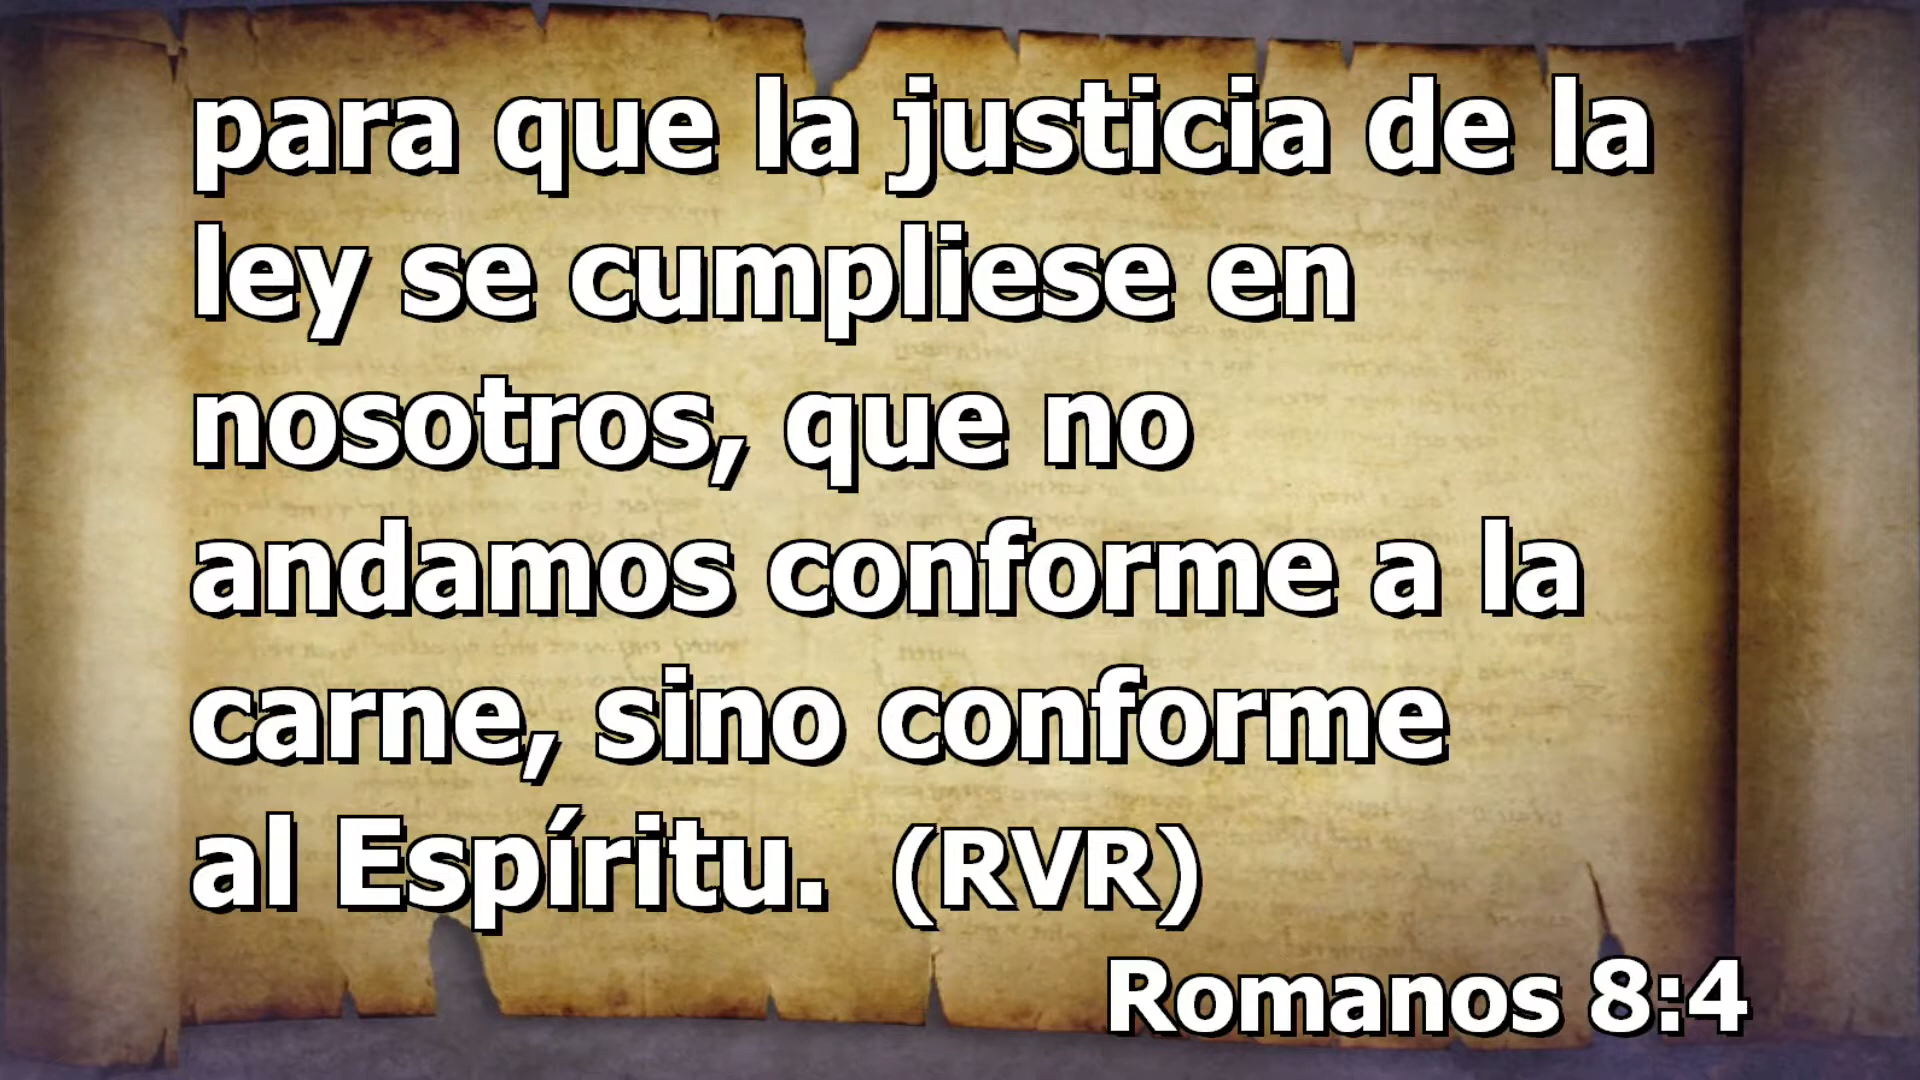 para que la justicia de la
ley se cumpliese en
nosotros, que no
andamos conforme a la
carne, sino conforme
al Espíritu.  (RVR)
Romanos 8:4